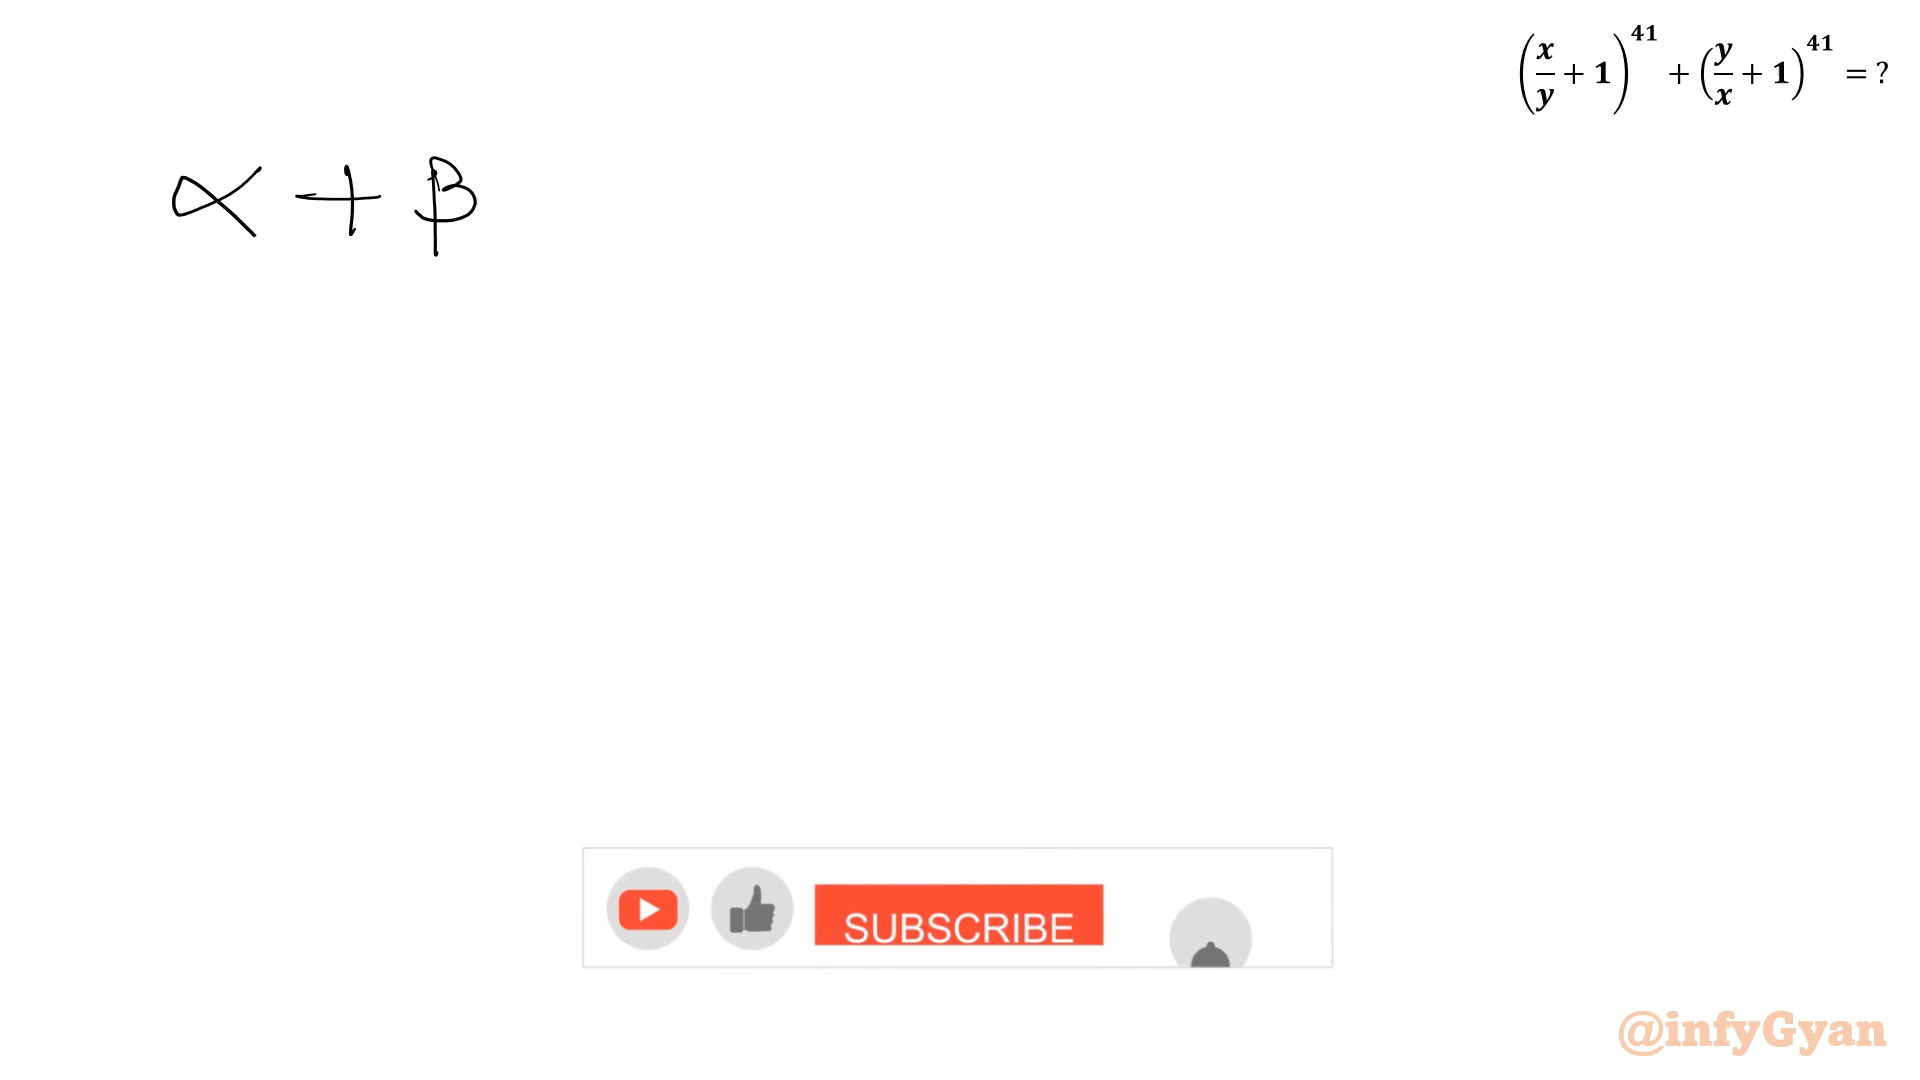 (x/y + 1)^41 + (y/x + 1)^41 = ?
α + β
SUBSCRIBE
@infyGyan